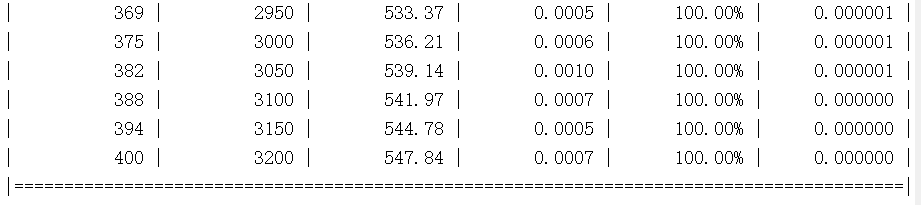 | 369 | 2950 | 533.37 | 0.0005 | 100.00% | 0.000001 |
| 375 | 3000 | 536.21 | 0.0006 | 100.00% | 0.000001 |
| 382 | 3050 | 539.14 | 0.0010 | 100.00% | 0.000001 |
| 388 | 3100 | 541.97 | 0.0007 | 100.00% | 0.000000 |
| 394 | 3150 | 544.78 | 0.0005 | 100.00% | 0.000000 |
| 400 | 3200 | 547.84 | 0.0007 | 100.00% | 0.000000 |
|=========================================================================================|